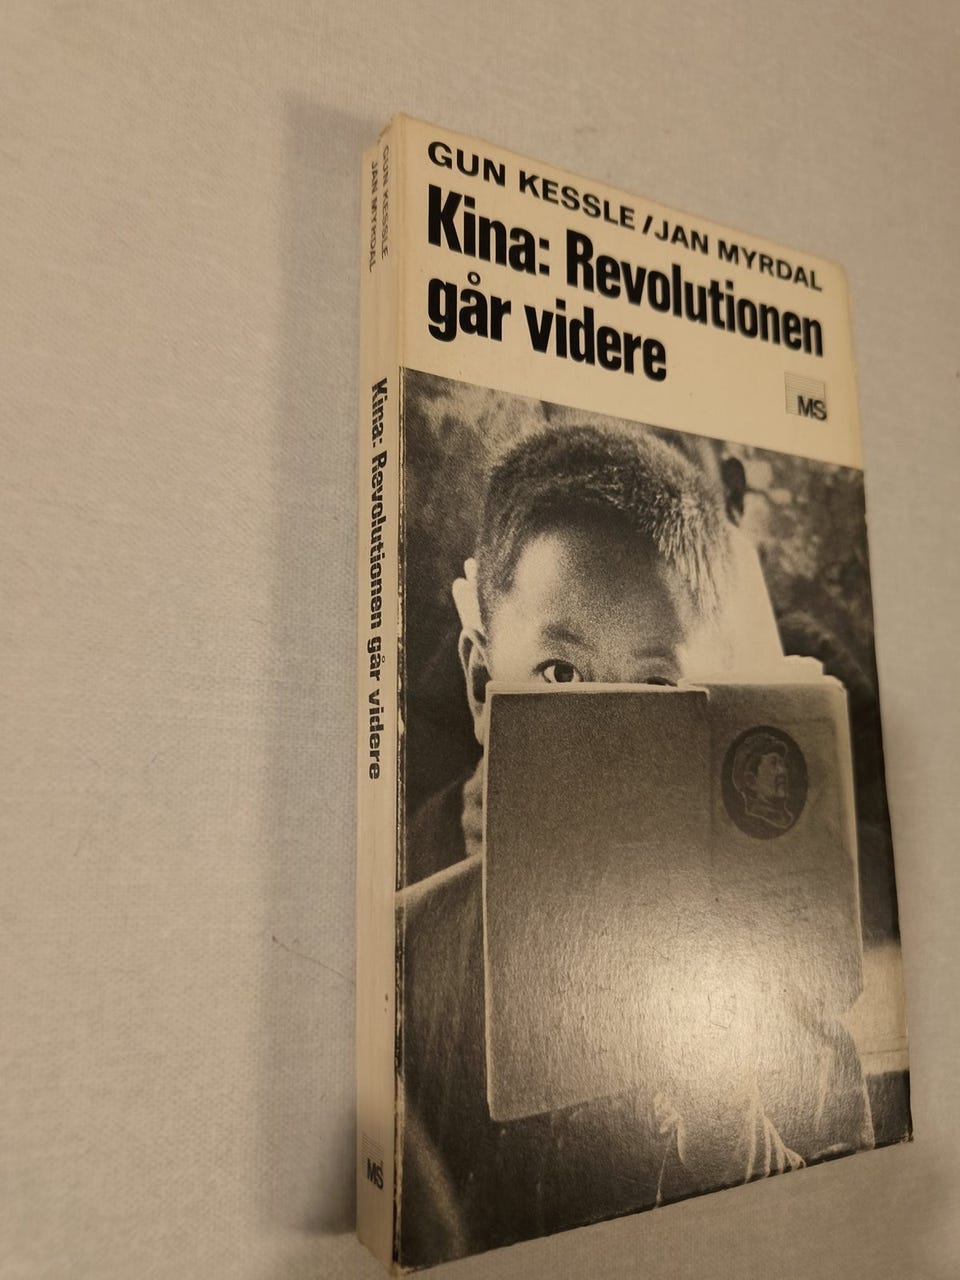 GUN KESSLE/JAN MYRDAL
Kina: Revolutionen
går videre
MS
GUN KESSLE
JAN MYRDAL
Kina: Revolutionen går videre
MS